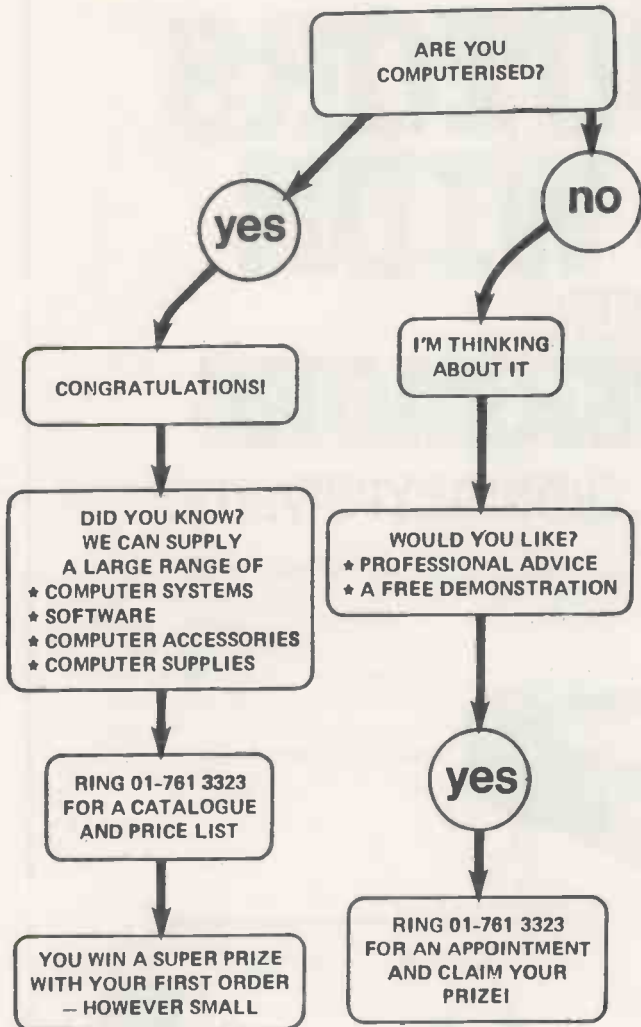 ARE YOU
COMPUTERISED?
yes
no
CONGRATULATIONS!
I'M THINKING
ABOUT IT
DID YOU KNOW?
WE CAN SUPPLY
A LARGE RANGE OF
* COMPUTER SYSTEMS
* SOFTWARE
* COMPUTER ACCESSORIES
* COMPUTER SUPPLIES
WOULD YOU LIKE?
* PROFESSIONAL ADVICE
* A FREE DEMONSTRATION
RING 01-761 3323
FOR A CATALOGUE
AND PRICE LIST
yes
YOU WIN A SUPER PRIZE
WITH YOUR FIRST ORDER
– HOWEVER SMALL
RING 01-761 3323
FOR AN APPOINTMENT
AND CLAIM YOUR
PRIZE!